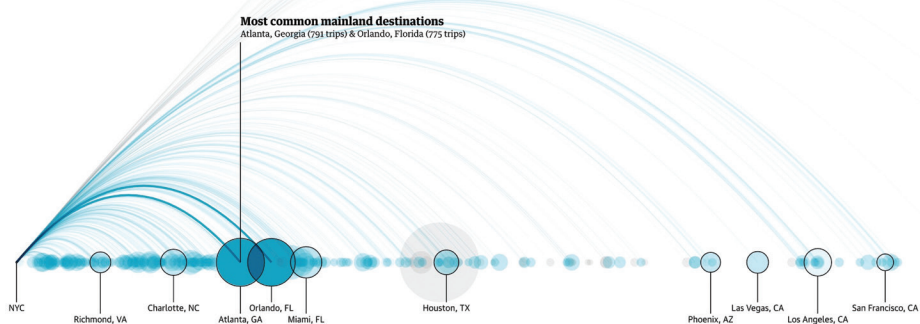 Most common mainland destinations
Atlanta, Georgia (791 trips) & Orlando, Florida (775 trips)
NYC
Richmond, VA
Charlotte, NC
Atlanta, GA
Orlando, FL
Miami, FL
Houston, TX
Phoenix, AZ
Las Vegas, CA
Los Angeles, CA
San Francisco, CA